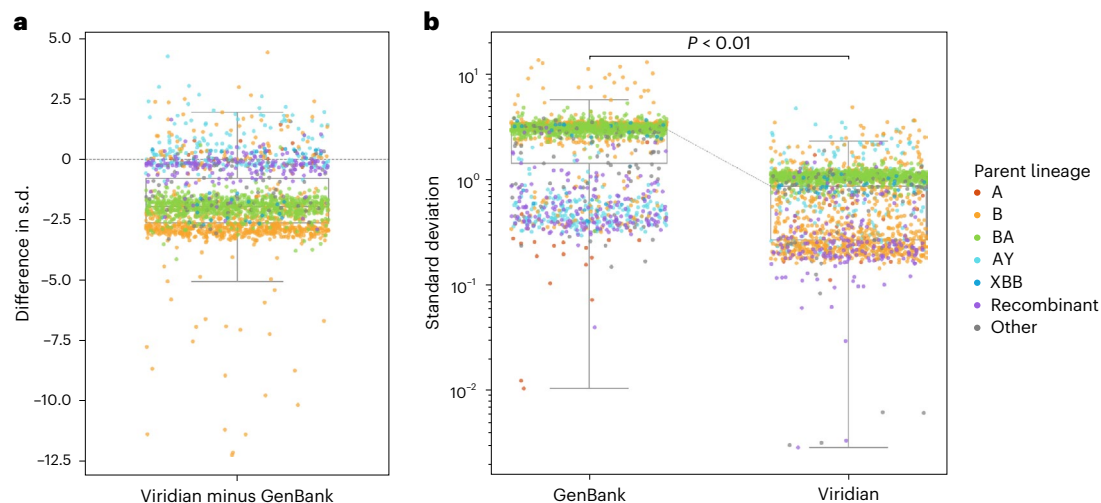 a
5.0
2.5
0
–2.5
–5.0
–7.5
–10.0
–12.5
Difference in s.d.
Viridian minus GenBank
b
P < 0.01
10¹
10⁰
10⁻¹
10⁻²
Standard deviation
GenBank
Viridian
Parent lineage
A
B
BA
AY
XBB
Recombinant
Other